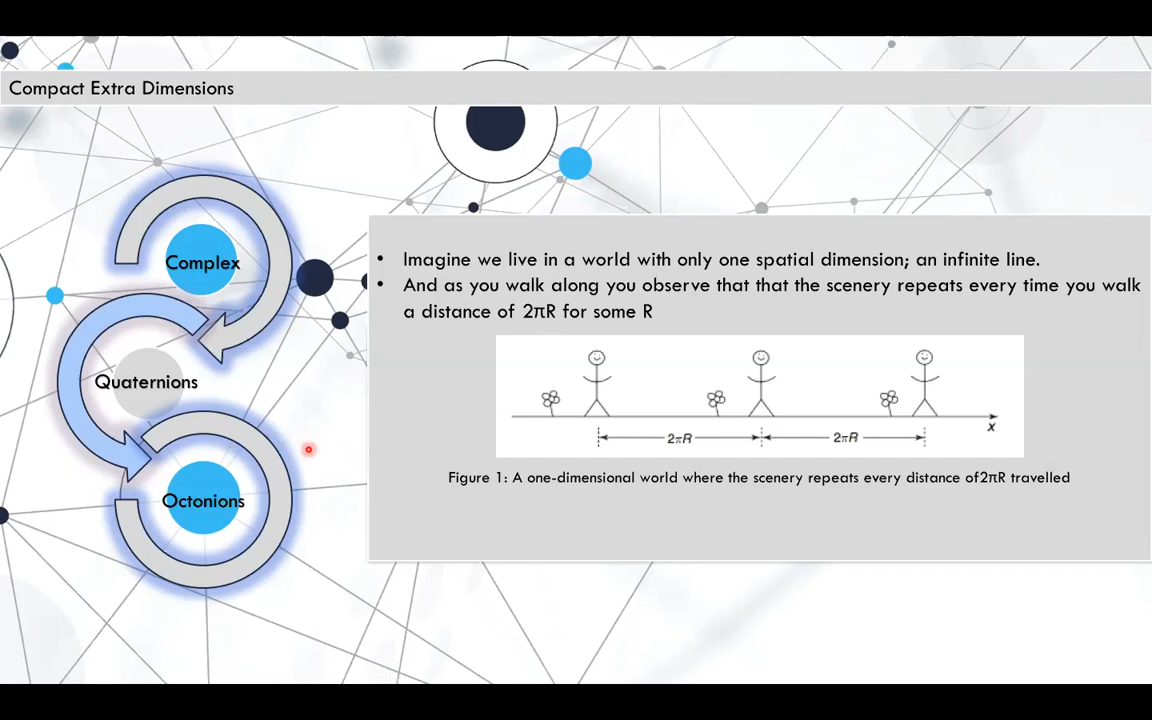 Compact Extra Dimensions
Complex
Quaternions
Octonions
• Imagine we live in a world with only one spatial dimension; an infinite line.
• And as you walk along you observe that that the scenery repeats every time you walk
a distance of 2πR for some R
x
2πR 2πR
Figure 1: A one-dimensional world where the scenery repeats every distance of2πR travelled